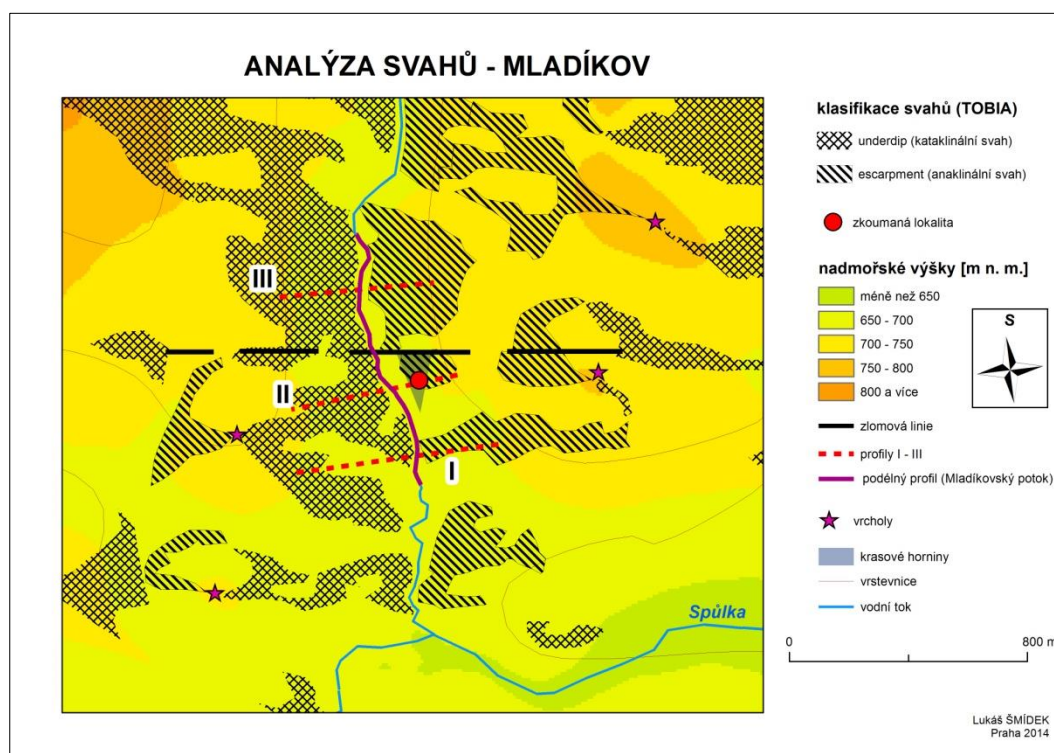 ANALÝZA SVAHŮ - MLADÍKOV
klasifikace svahů (TOBIA)
underdip (kataklinální svah)
escarpment (anaklinální svah)
zkoumaná lokalita
nadmořské výšky [m n. m.]
méně než 650
650 - 700
700 - 750
750 - 800
800 a více
S
zlomová linie
profily I - III
podélný profil (Mladíkovský potok)
vrcholy
krasové horniny
vrstevnice
vodní tok
0
800 m
III
II
I
Spůlka
Lukáš ŠMÍDEK
Praha 2014